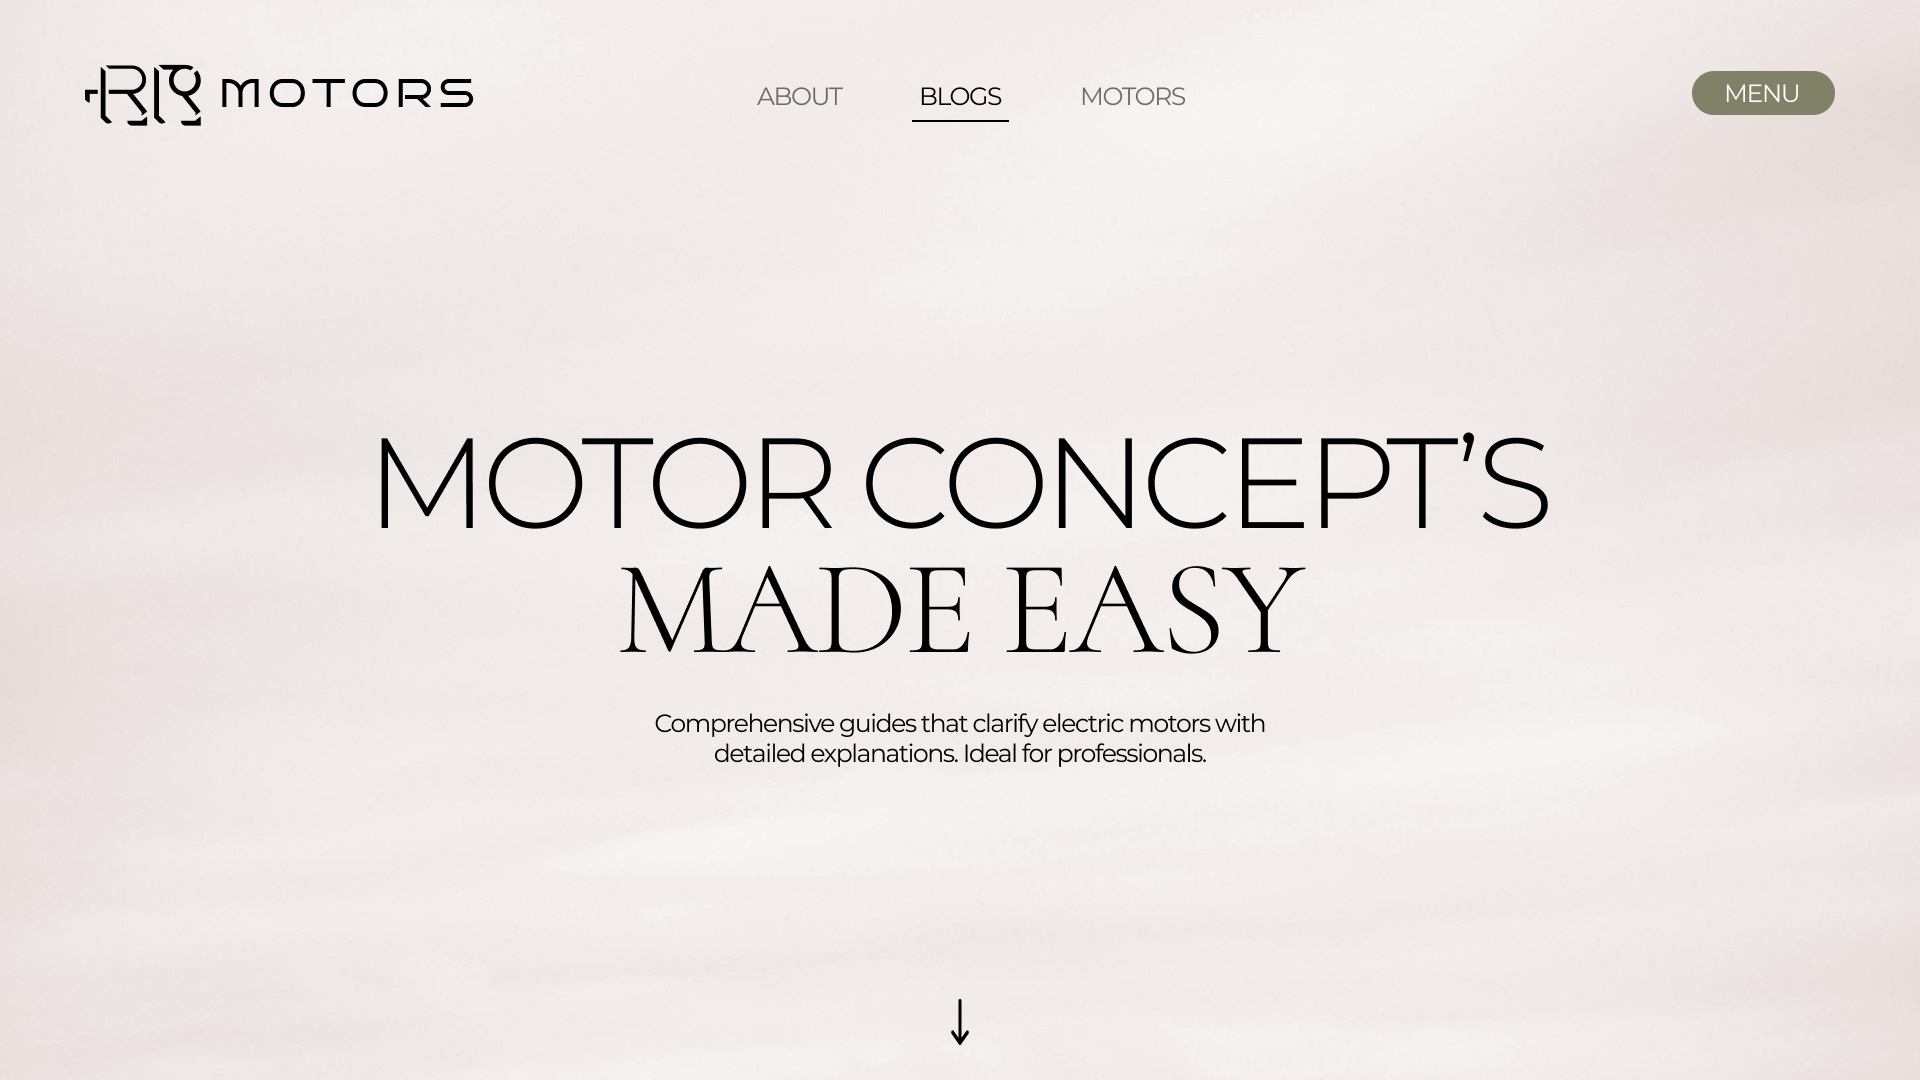 RR MOTORS
ABOUT
BLOGS
MOTORS
MENU
MOTOR CONCEPT’S
MADE EASY
Comprehensive guides that clarify electric motors with
detailed explanations. Ideal for professionals.